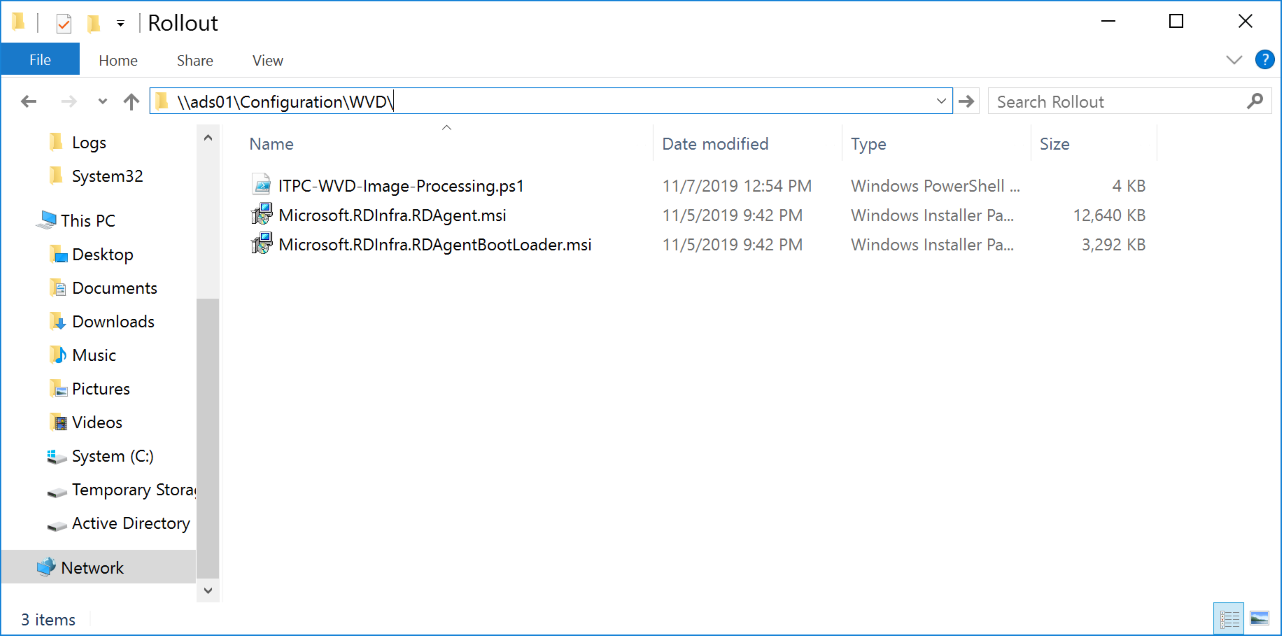 Rollout
File Home Share View
?
\\ads01\Configuration\WVD\
Search Rollout
Logs
System32
This PC
Desktop
Documents
Downloads
Music
Pictures
Videos
System (C:)
Temporary Storag
Active Directory
Network
Name Date modified Type Size
ITPC-WVD-Image-Processing.ps1 11/7/2019 12:54 PM Windows PowerShell ... 4 KB
Microsoft.RDInfra.RDAgent.msi 11/5/2019 9:42 PM Windows Installer Pa... 12,640 KB
Microsoft.RDInfra.RDAgentBootLoader.msi 11/5/2019 9:42 PM Windows Installer Pa... 3,292 KB
3 items